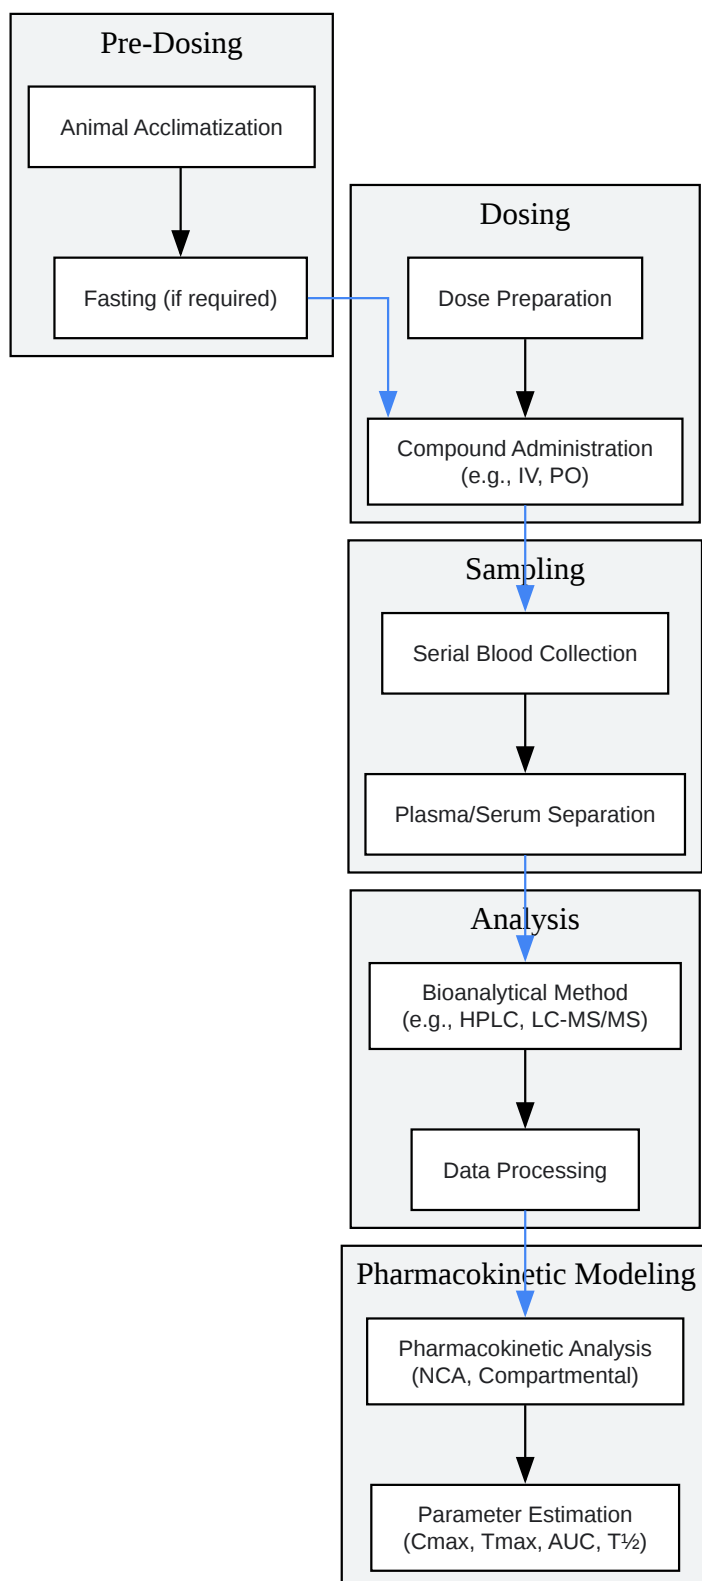 Pre-Dosing
Animal Acclimatization
Fasting (if required)
Dosing
Dose Preparation
Compound Administration
(e.g., IV, PO)
Sampling
Serial Blood Collection
Plasma/Serum Separation
Analysis
Bioanalytical Method
(e.g., HPLC, LC-MS/MS)
Data Processing
Pharmacokinetic Modeling
Pharmacokinetic Analysis
(NCA, Compartmental)
Parameter Estimation
(Cmax, Tmax, AUC, T½)